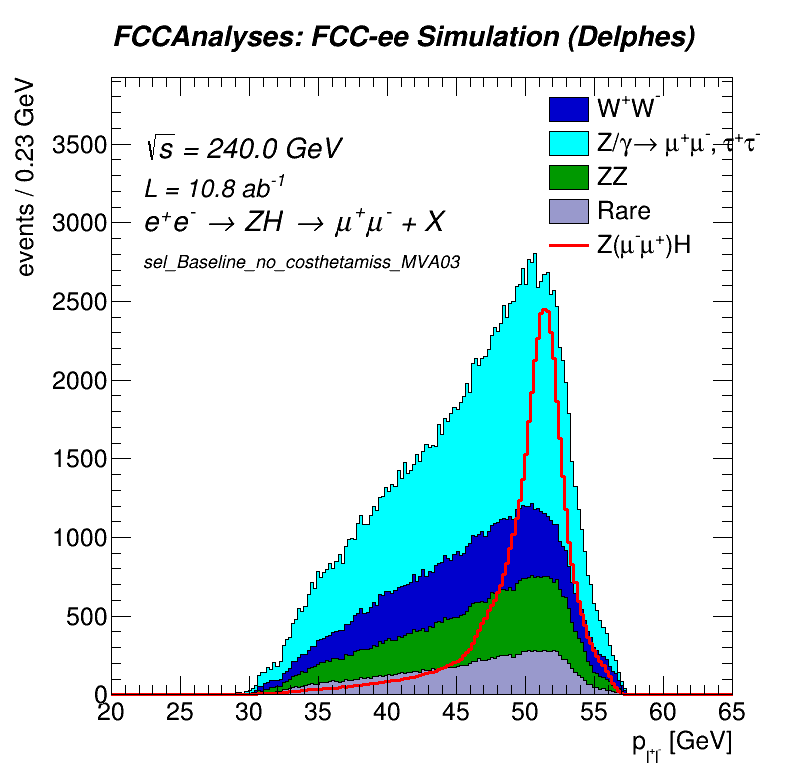 FCCAnalyses: FCC-ee Simulation (Delphes)
events / 0.23 GeV
3500
3000
2500
2000
1500
1000
500
0
√s = 240.0 GeV
L = 10.8 ab⁻¹
e⁺e⁻ → ZH → μ⁺μ⁻ + X
sel_Baseline_no_costhetamiss_MVA03
W⁺W⁻
Z/γ→ μ⁺μ⁻, τ⁺τ⁻
ZZ
Rare
Z(μ⁻μ⁺)H
20 25 30 35 40 45 50 55 60 65
p_l⁺l⁻ [GeV]